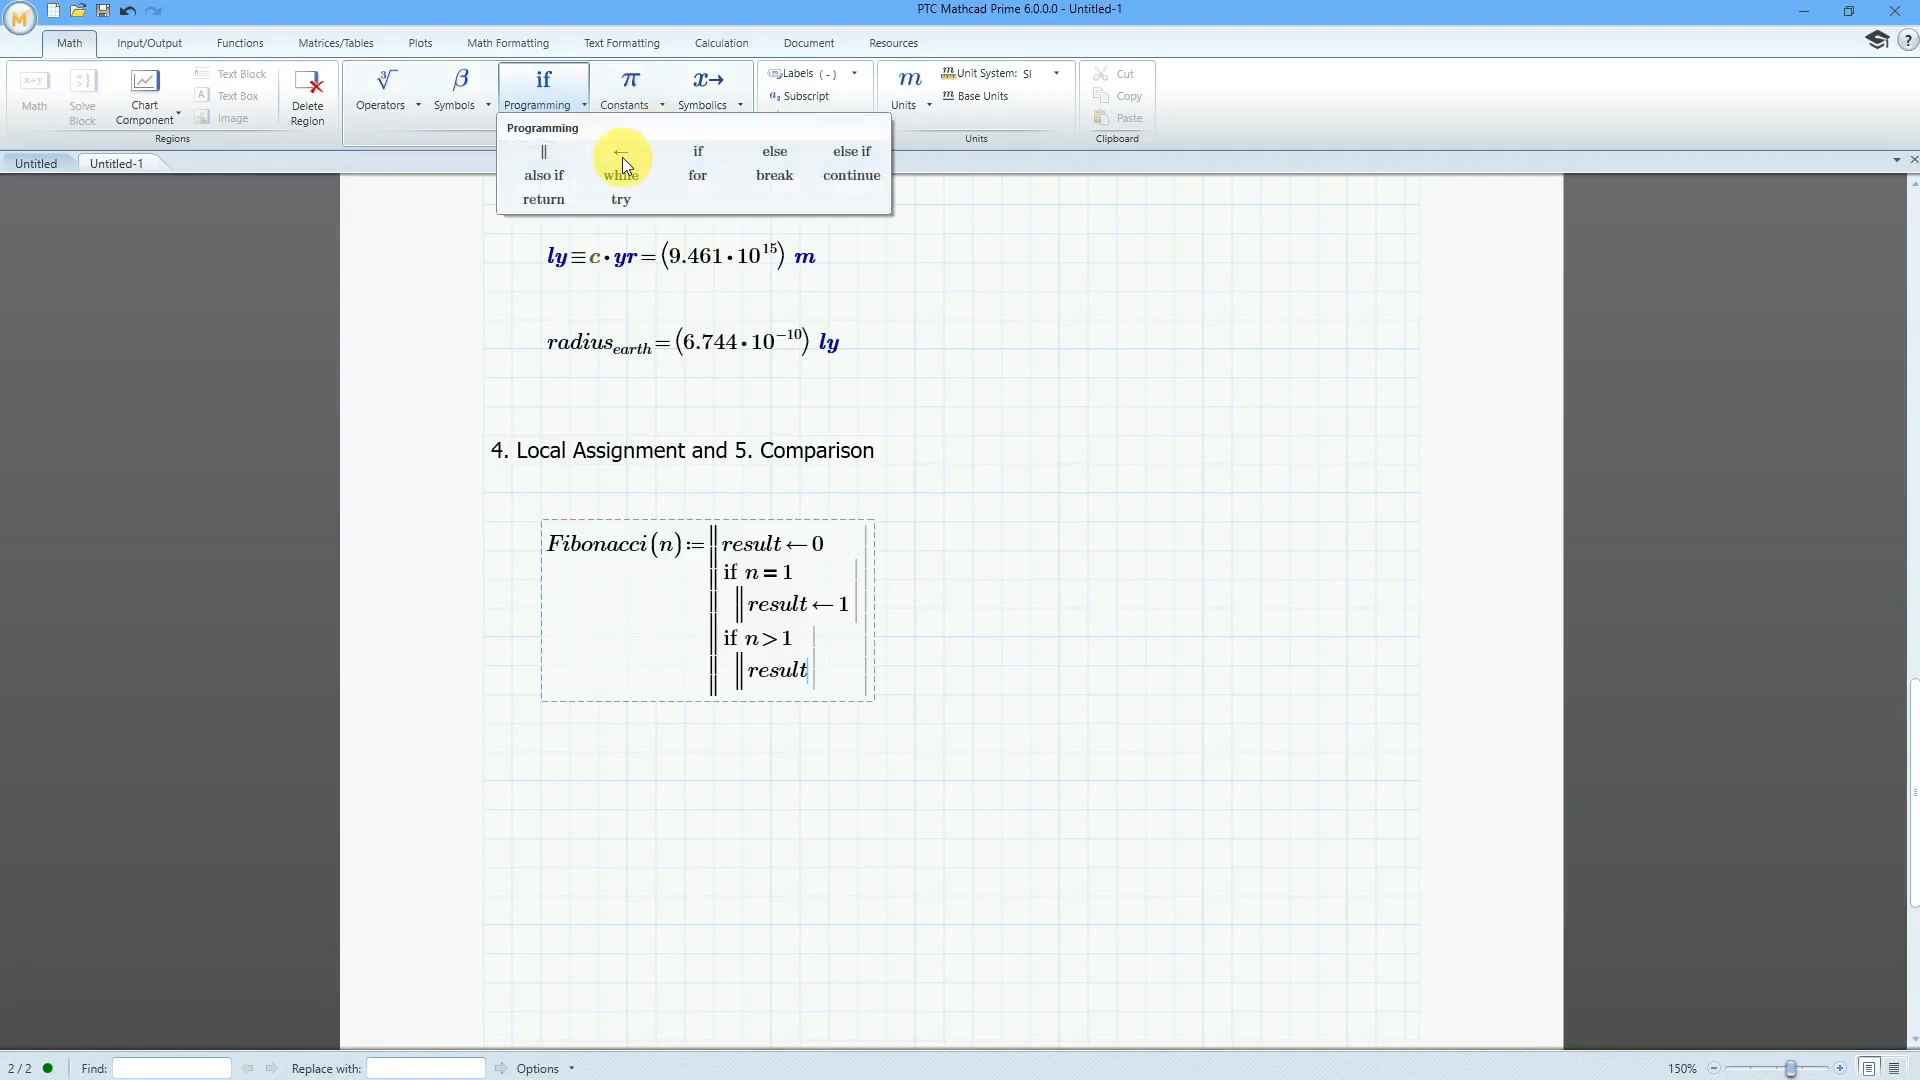 PTC Mathcad Prime 6.0.0.0 - Untitled-1
Math Input/Output Functions Matrices/Tables Plots Math Formatting Text Formatting Calculation Document Resources
Math
Solve Block
Chart Component
Text Block
Text Box
Image
Delete Region
Regions
Operators
Symbols
if Programming
π Constants
Symbolics
Labels (-)
Subscript
Units
Unit System: SI
Base Units
Units
Cut
Copy
Paste
Clipboard
Programming
‖ ← if else else if
also if while for break continue
return try
Untitled Untitled-1
ly≡c·yr=(9.461·10^15) m
radius_earth=(6.744·10^−10) ly
4. Local Assignment and 5. Comparison
Fibonacci(n):=‖result←0
if n=1
‖result←1
if n>1
‖result
2 / 2 Find: Replace with: Options 150%